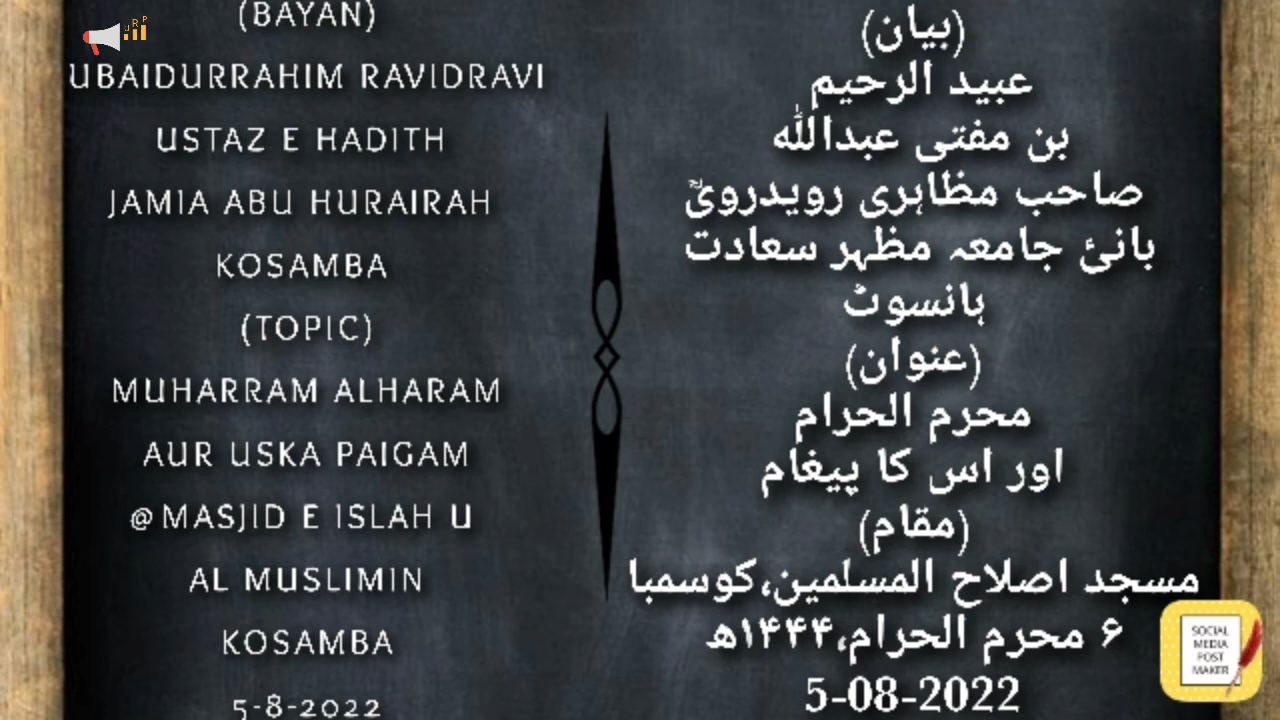 (BAYAN)
UBAIDURRAHIM RAVIDRAVI
USTAZ E HADITH
JAMIA ABU HURAIRAH
KOSAMBA
(TOPIC)
MUHARRAM ALHARAM
AUR USKA PAIGAM
@MASJID E ISLAH U
AL MUSLIMIN
KOSAMBA
5-8-2022
(بیان)
عبید الرحیم
بن مفتی عبداللہ
صاحب مظاہری رویدرویؒ
بانئ جامعہ مظہر سعادت
ہانسوٹ
(عنوان)
محرم الحرام
اور اس کا پیغام
(مقام)
مسجد اصلاح المسلمین،کوسمبا
۶ محرم الحرام،۱۴۴۴ھ
5-08-2022
URP
SOCIAL
MEDIA
POST
MAKER